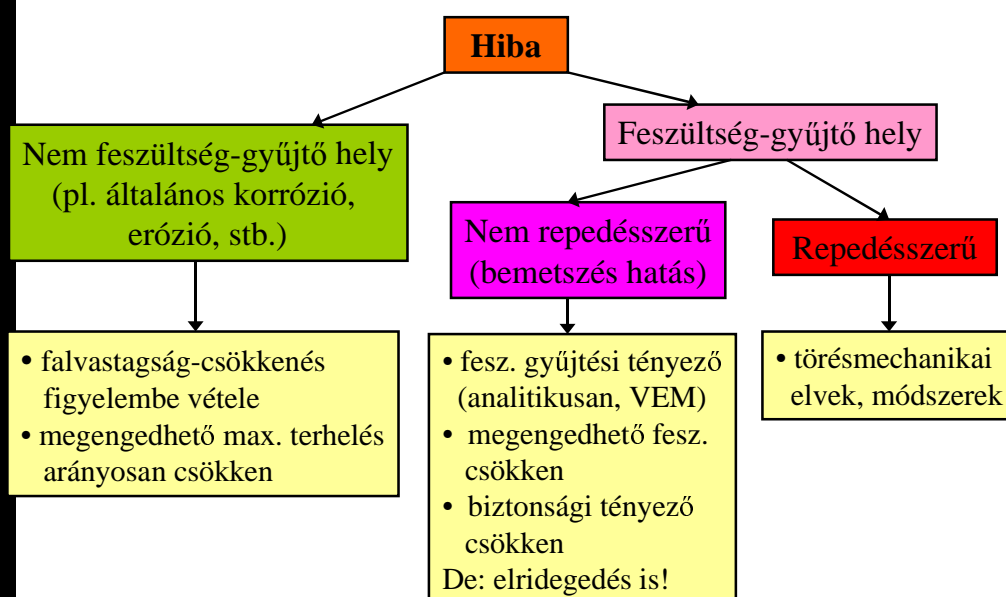 Hiba
Nem feszültség-gyűjtő hely
(pl. általános korrózió,
erózió, stb.)
Feszültség-gyűjtő hely
Nem repedésszerű
(bemetszés hatás)
Repedésszerű
• falvastagság-csökkenés
figyelembe vétele
• megengedhető max. terhelés
arányosan csökken
• fesz. gyűjtési tényező
(analitikusan, VEM)
• megengedhető fesz.
csökken
• biztonsági tényező
csökken
De: elridegedés is!
• törésmechanikai
elvek, módszerek